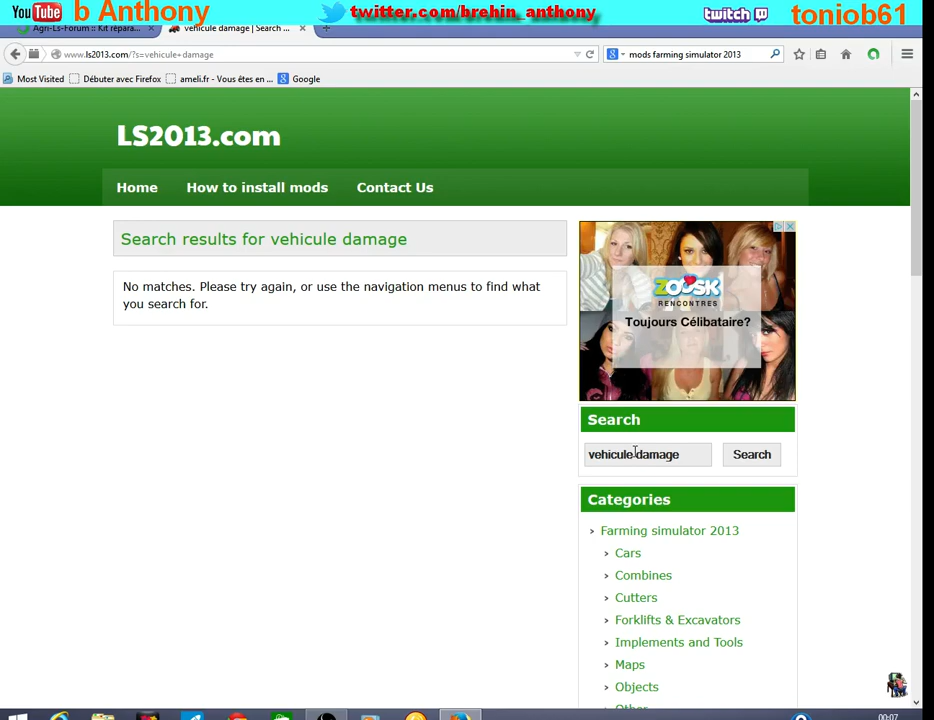 You Tube b Anthony twitter.com/brehin_anthony twitch toniob61
Agri-Ls-Forum :: Kit répara... × vehicule damage | Search ... × +
www.ls2013.com/?s=vehicule+damage mods farming simulator 2013
Most Visited Débuter avec Firefox ameli.fr - Vous êtes en ... Google
LS2013.com
Home How to install mods Contact Us
Search results for vehicule damage
No matches. Please try again, or use the navigation menus to find what
you search for.
ZOOSK
RENCONTRES
Toujours Célibataire?
Search
vehicule damage Search
Categories
Farming simulator 2013
Cars
Combines
Cutters
Forklifts & Excavators
Implements and Tools
Maps
Objects
Other
00:07